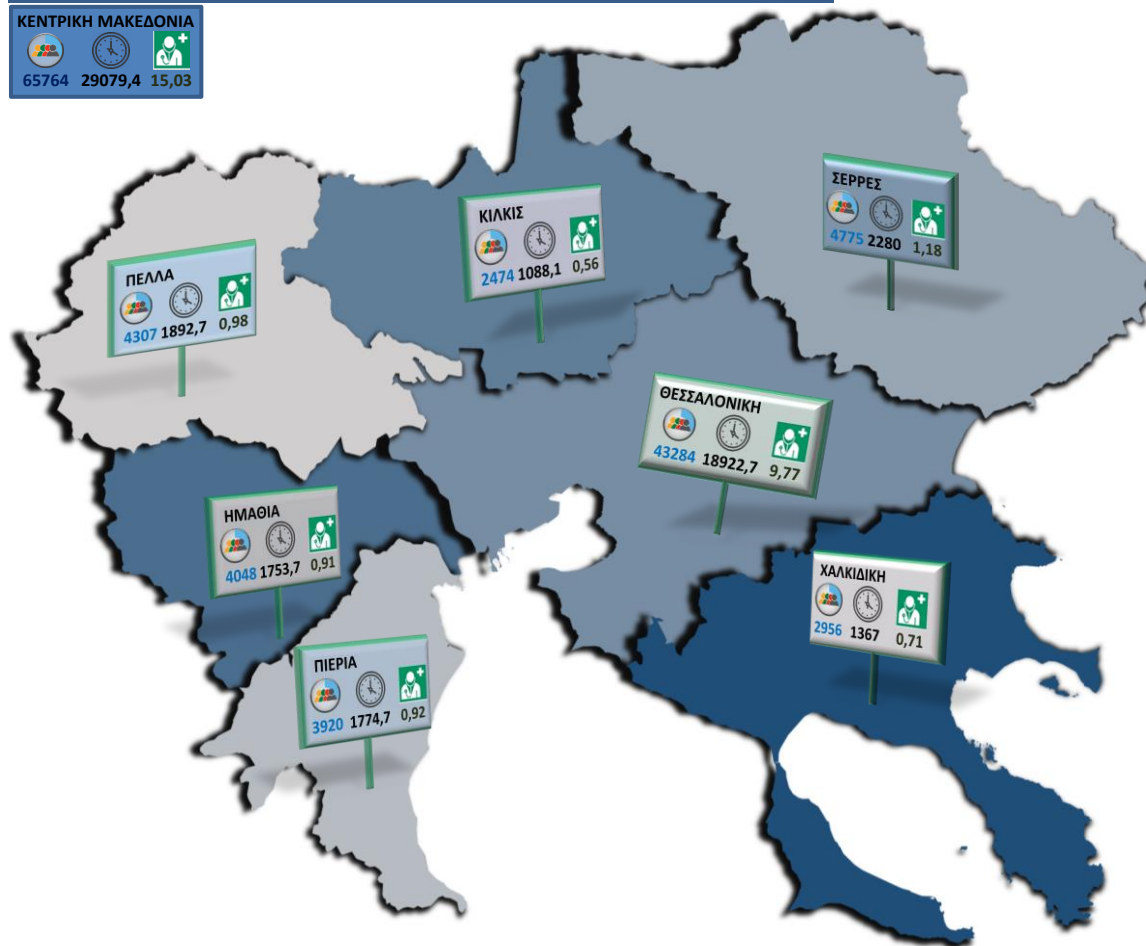 ΚΕΝΤΡΙΚΗ ΜΑΚΕΔΟΝΙΑ
65764 29079,4 15,03
ΣΕΡΡΕΣ
4775 2280 1,18
ΚΙΛΚΙΣ
2474 1088,1 0,56
ΠΕΛΛΑ
4307 1892,7 0,98
ΘΕΣΣΑΛΟΝΙΚΗ
43284 18922,7 9,77
ΗΜΑΘΙΑ
4048 1753,7 0,91
ΧΑΛΚΙΔΙΚΗ
2956 1367 0,71
ΠΙΕΡΙΑ
3920 1774,7 0,92